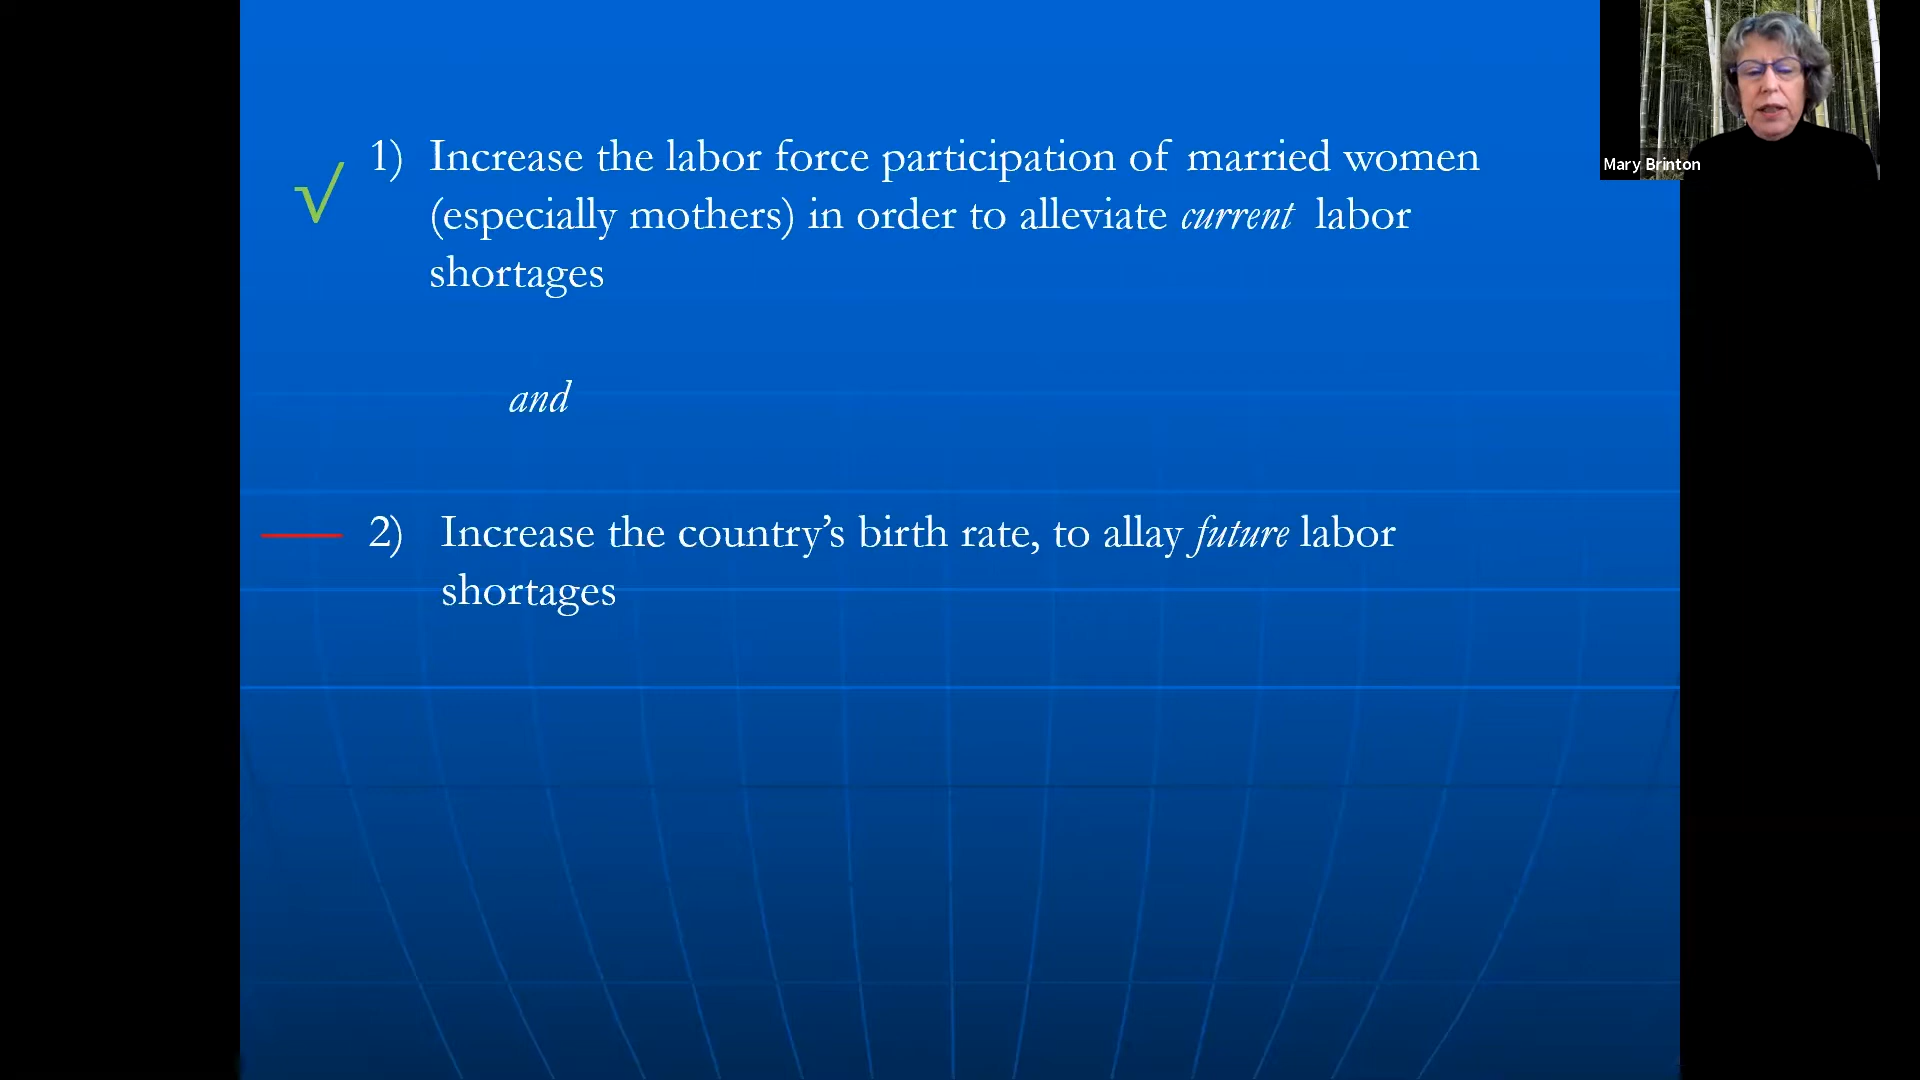 √
1) Increase the labor force participation of married women
(especially mothers) in order to alleviate current labor
shortages
and
2) Increase the country’s birth rate, to allay future labor
shortages
Mary Brinton